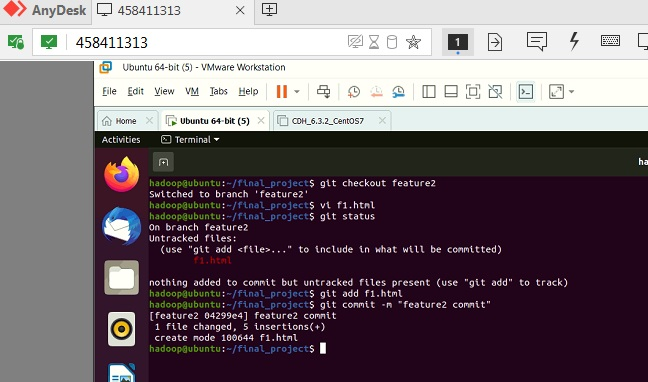 AnyDesk 458411313
458411313 1
Ubuntu 64-bit (5) - VMware Workstation
File Edit View VM Tabs Help
Home Ubuntu 64-bit (5) CDH_6.3.2_CentOS7
Activities Terminal
ha
hadoop@ubuntu:~/final_project$ git checkout feature2
Switched to branch 'feature2'
hadoop@ubuntu:~/final_project$ vi f1.html
hadoop@ubuntu:~/final_project$ git status
On branch feature2
Untracked files:
(use "git add <file>..." to include in what will be committed)
f1.html
nothing added to commit but untracked files present (use "git add" to track)
hadoop@ubuntu:~/final_project$ git add f1.html
hadoop@ubuntu:~/final_project$ git commit -m "feature2 commit"
[feature2 04299e4] feature2 commit
1 file changed, 5 insertions(+)
create mode 100644 f1.html
hadoop@ubuntu:~/final_project$